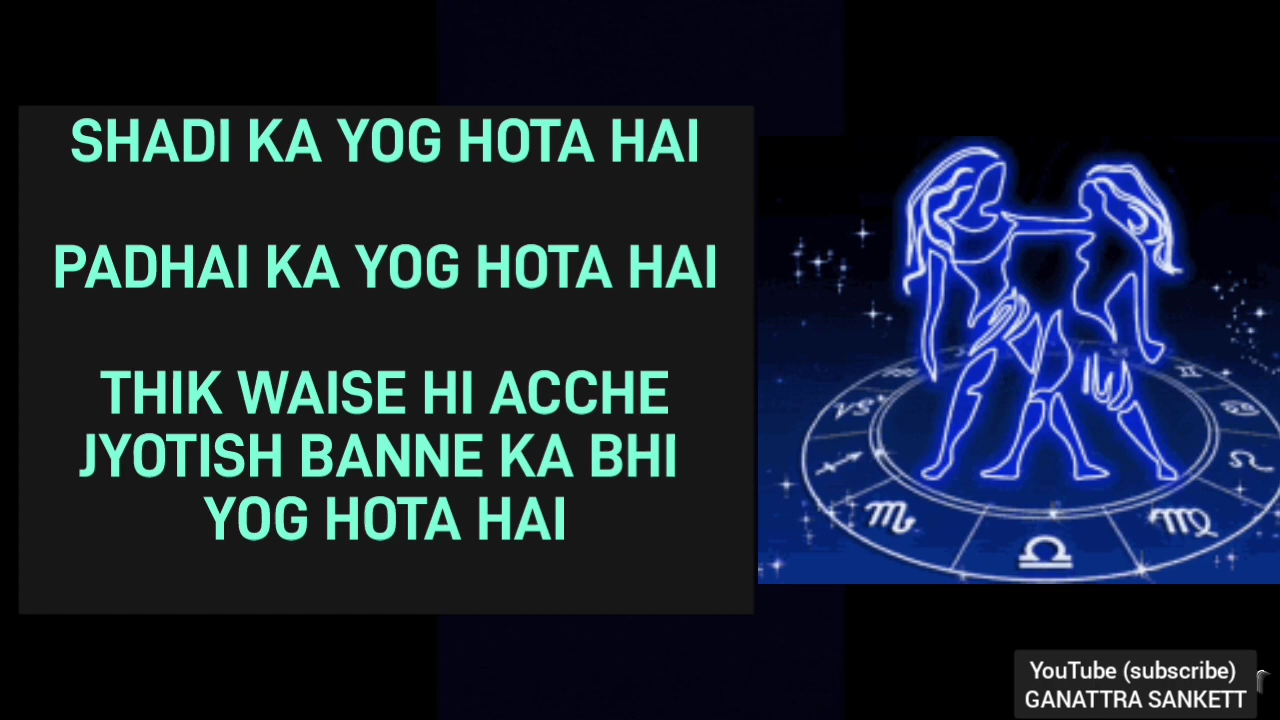 SHADI KA YOG HOTA HAI
PADHAI KA YOG HOTA HAI
THIK WAISE HI ACCHE
JYOTISH BANNE KA BHI
YOG HOTA HAI
YouTube (subscribe)
GANATTRA SANKETT